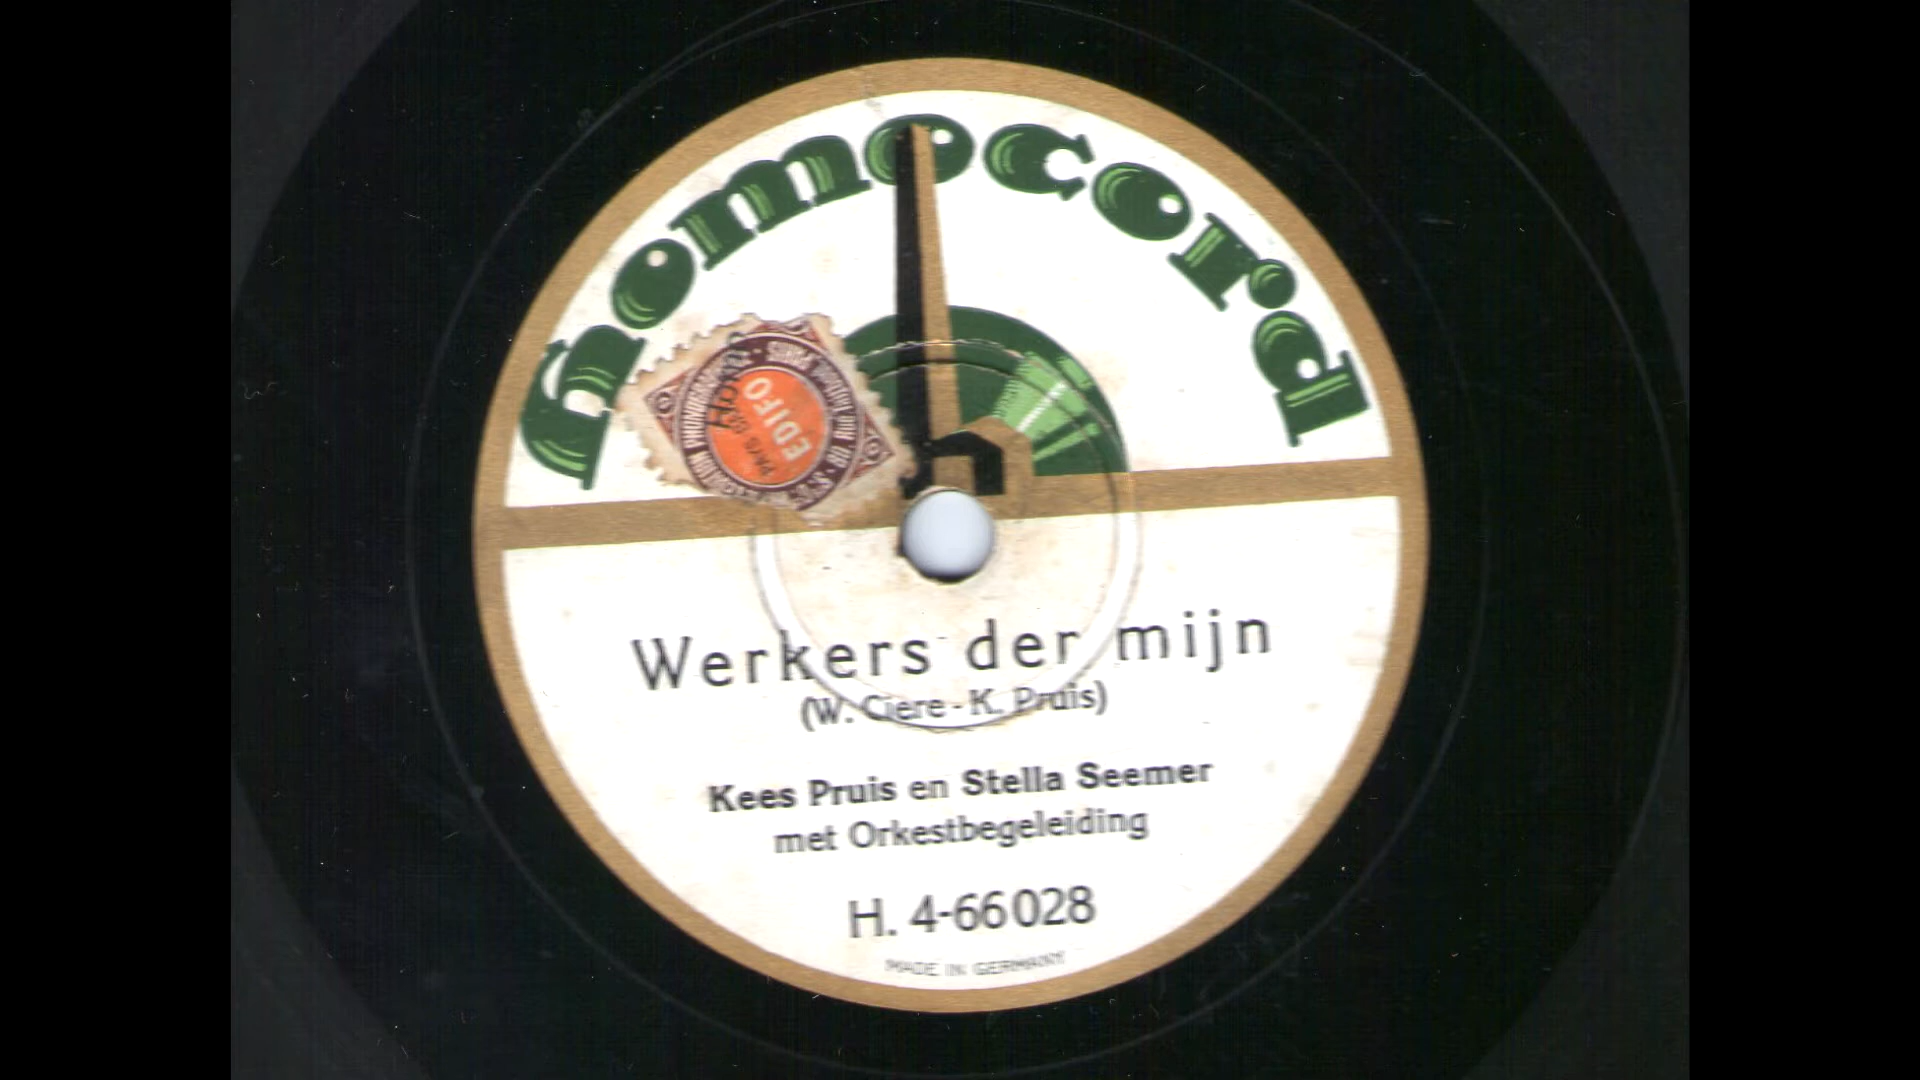 homocord
EDIFO
Werkers der mijn
(W. Ciere - K. Pruis)
Kees Pruis en Stella Seemer
met Orkestbegeleiding
H. 4-66028
MADE IN GERMANY